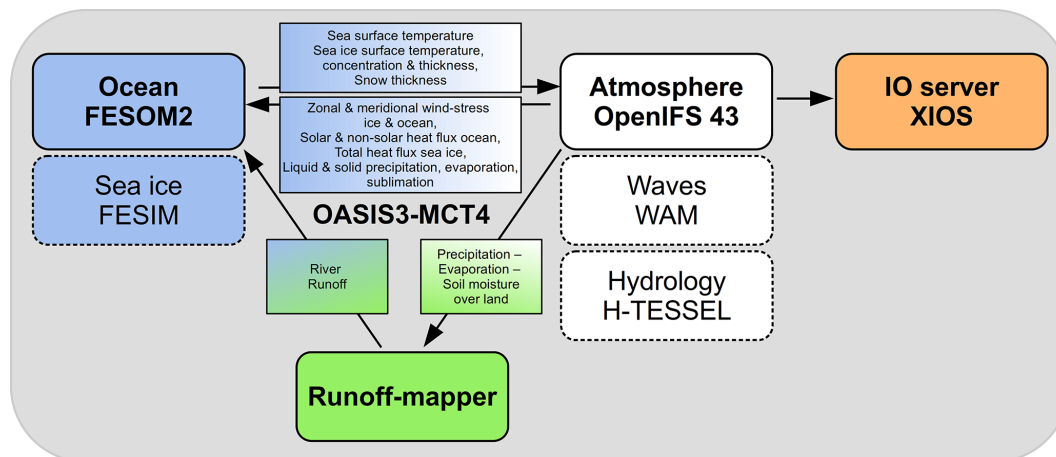 Sea surface temperature
Sea ice surface temperature,
concentration & thickness,
Snow thickness
Ocean
FESOM2
Atmosphere
OpenIFS 43
IO server
XIOS
Zonal & meridional wind-stress
ice & ocean,
Solar & non-solar heat flux ocean,
Total heat flux sea ice,
Liquid & solid precipitation, evaporation,
sublimation
Sea ice
FESIM
OASIS3-MCT4
Waves
WAM
River
Runoff
Precipitation –
Evaporation –
Soil moisture
over land
Hydrology
H-TESSEL
Runoff-mapper